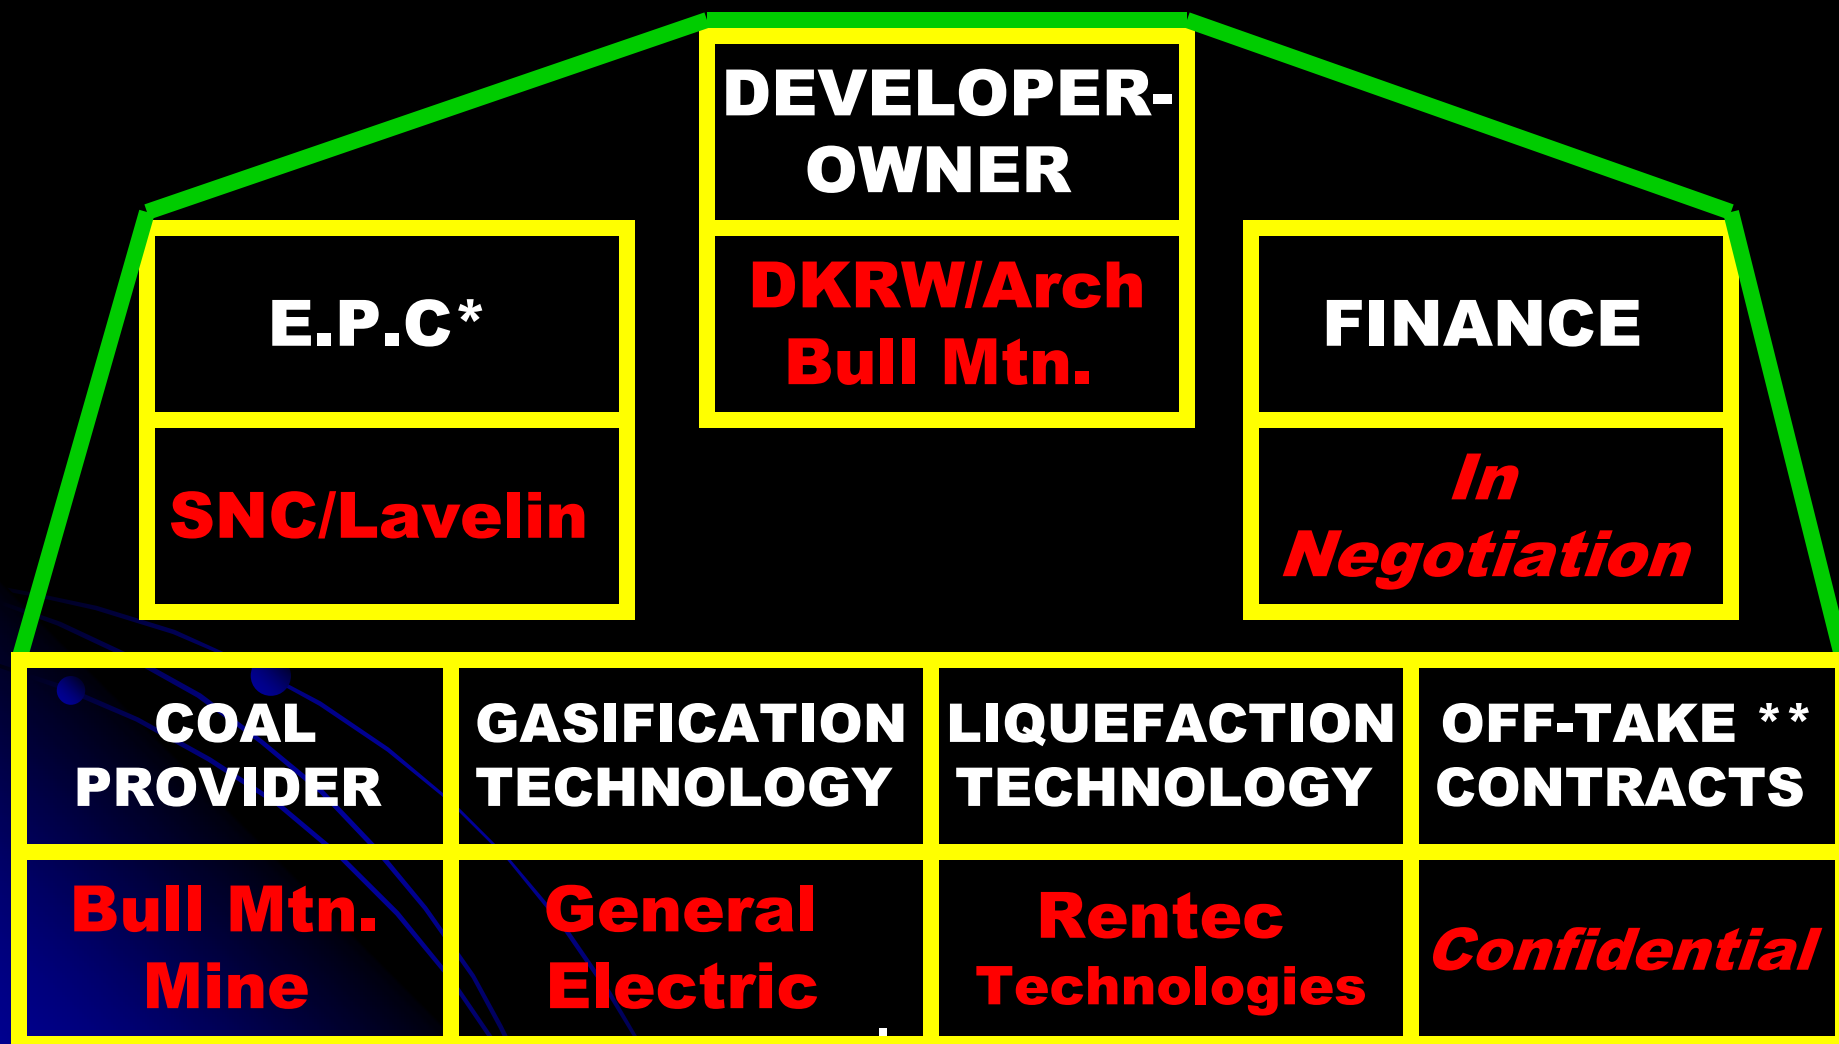 DEVELOPER-
OWNER
DKRW/Arch
Bull Mtn.
E.P.C*
SNC/Lavelin
FINANCE
In
Negotiation
COAL
PROVIDER
Bull Mtn.
Mine
GASIFICATION
TECHNOLOGY
General
Electric
LIQUEFACTION
TECHNOLOGY
Rentec
Technologies
OFF-TAKE **
CONTRACTS
Confidential